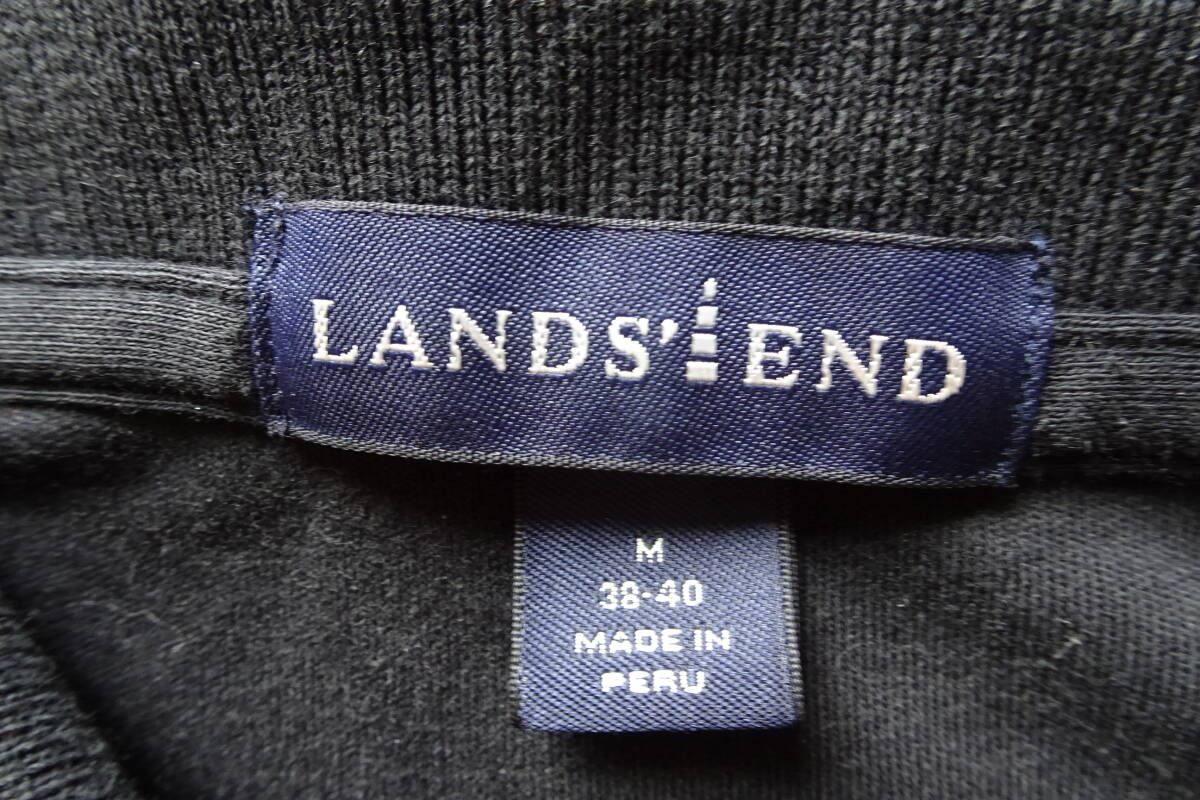 LANDS' END
M
38-40
MADE IN
PERU